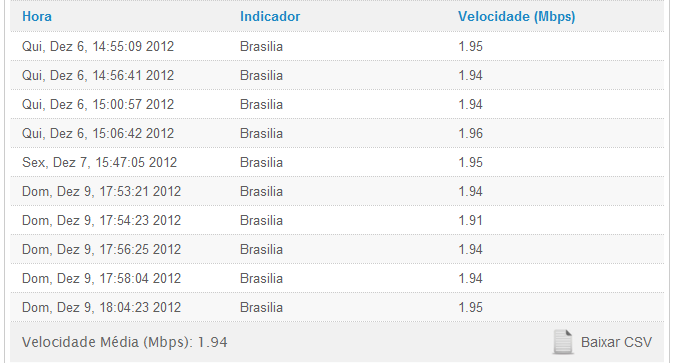 Hora Indicador Velocidade (Mbps)
Qui, Dez 6, 14:55:09 2012 Brasilia 1.95
Qui, Dez 6, 14:56:41 2012 Brasilia 1.94
Qui, Dez 6, 15:00:57 2012 Brasilia 1.94
Qui, Dez 6, 15:06:42 2012 Brasilia 1.96
Sex, Dez 7, 15:47:05 2012 Brasilia 1.95
Dom, Dez 9, 17:53:21 2012 Brasilia 1.94
Dom, Dez 9, 17:54:23 2012 Brasilia 1.91
Dom, Dez 9, 17:56:25 2012 Brasilia 1.94
Dom, Dez 9, 17:58:04 2012 Brasilia 1.94
Dom, Dez 9, 18:04:23 2012 Brasilia 1.95
Velocidade Média (Mbps): 1.94 Baixar CSV